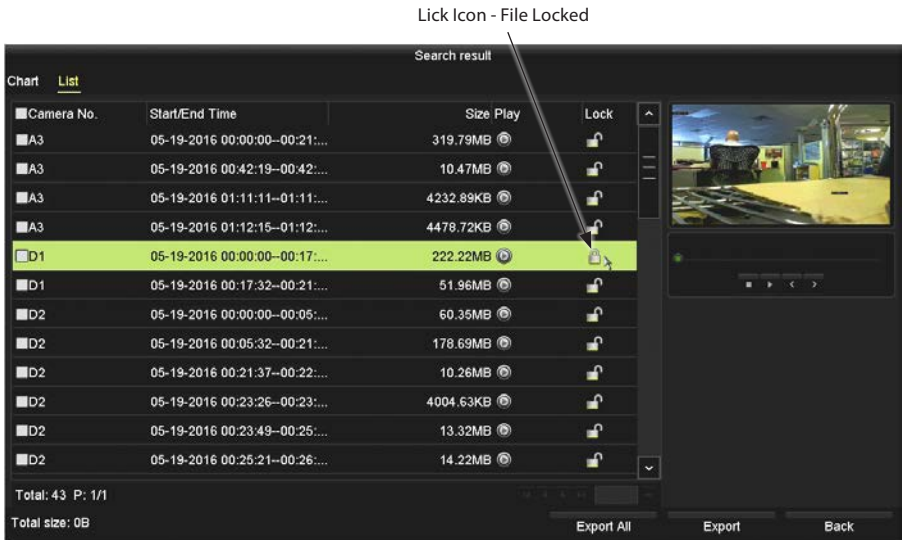 Lick Icon - File Locked
Search result
Chart List
Camera No. Start/End Time Size Play Lock
A3 05-19-2016 00:00:00--00:21:... 319.79MB
A3 05-19-2016 00:42:19--00:42:... 10.47MB
A3 05-19-2016 01:11:11--01:11:... 4232.89KB
A3 05-19-2016 01:12:15--01:12:... 4478.72KB
D1 05-19-2016 00:00:00--00:17:... 222.22MB
D1 05-19-2016 00:17:32--00:21:... 51.96MB
D2 05-19-2016 00:00:00--00:05:... 60.35MB
D2 05-19-2016 00:05:32--00:21:... 178.69MB
D2 05-19-2016 00:21:37--00:22:... 10.26MB
D2 05-19-2016 00:23:26--00:23:... 4004.63KB
D2 05-19-2016 00:23:49--00:25:... 13.32MB
D2 05-19-2016 00:25:21--00:26:... 14.22MB
Total: 43 P: 1/1
Total size: 0B
Export All Export Back